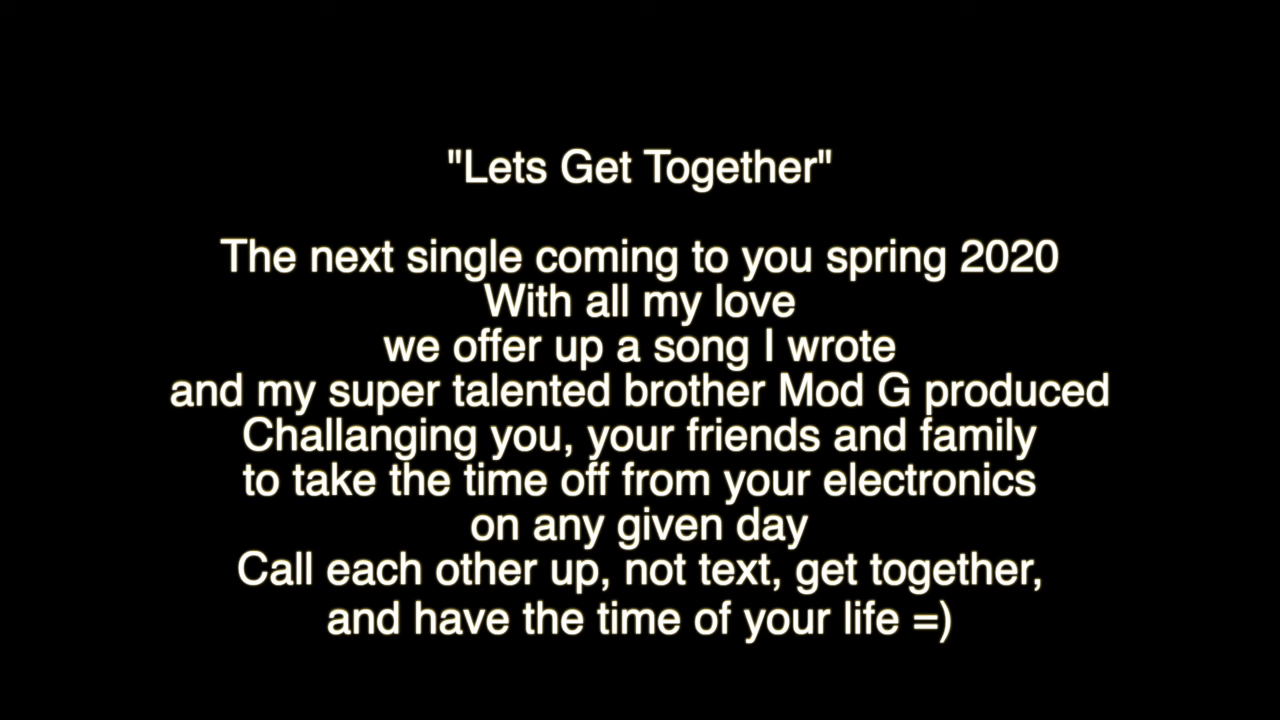 "Lets Get Together"
The next single coming to you spring 2020
With all my love
we offer up a song I wrote
and my super talented brother Mod G produced
Challanging you, your friends and family
to take the time off from your electronics
on any given day
Call each other up, not text, get together,
and have the time of your life =)